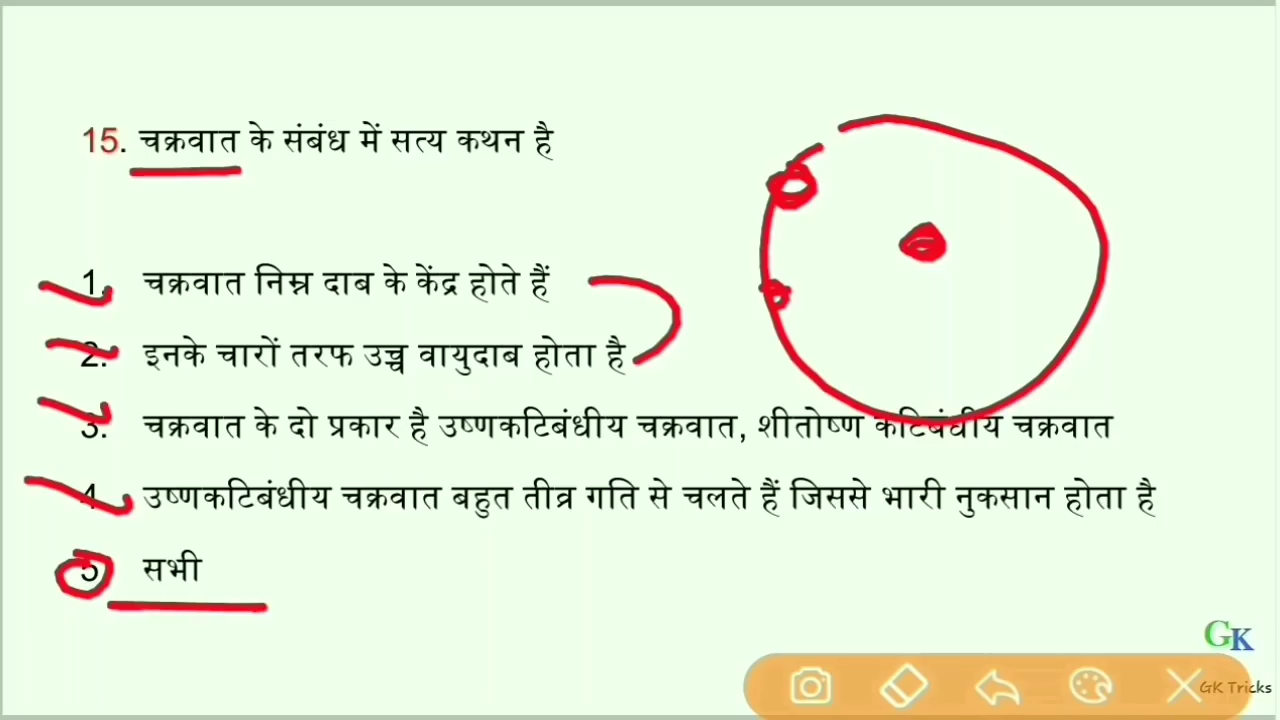 15. चक्रवात के संबंध में सत्य कथन है
1. चक्रवात निम्न दाब के केंद्र होते हैं
2. इनके चारों तरफ उच्च वायुदाब होता है
3. चक्रवात के दो प्रकार है उष्णकटिबंधीय चक्रवात, शीतोष्ण कटिबंधीय चक्रवात
4. उष्णकटिबंधीय चक्रवात बहुत तीव्र गति से चलते हैं जिससे भारी नुकसान होता है
5 सभी
GK
GK Tricks